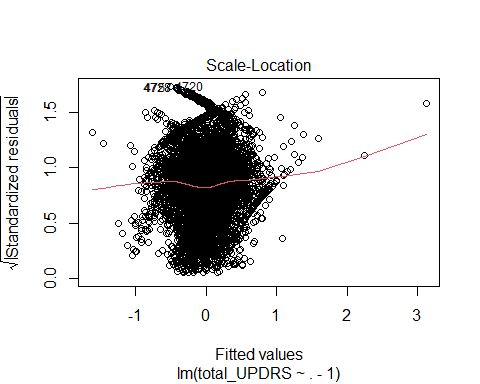 Scale-Location
4720
√|Standardized residuals|
1.5
1.0
0.5
0.0
-1
0
1
2
3
Fitted values
lm(total_UPDRS ~ . - 1)